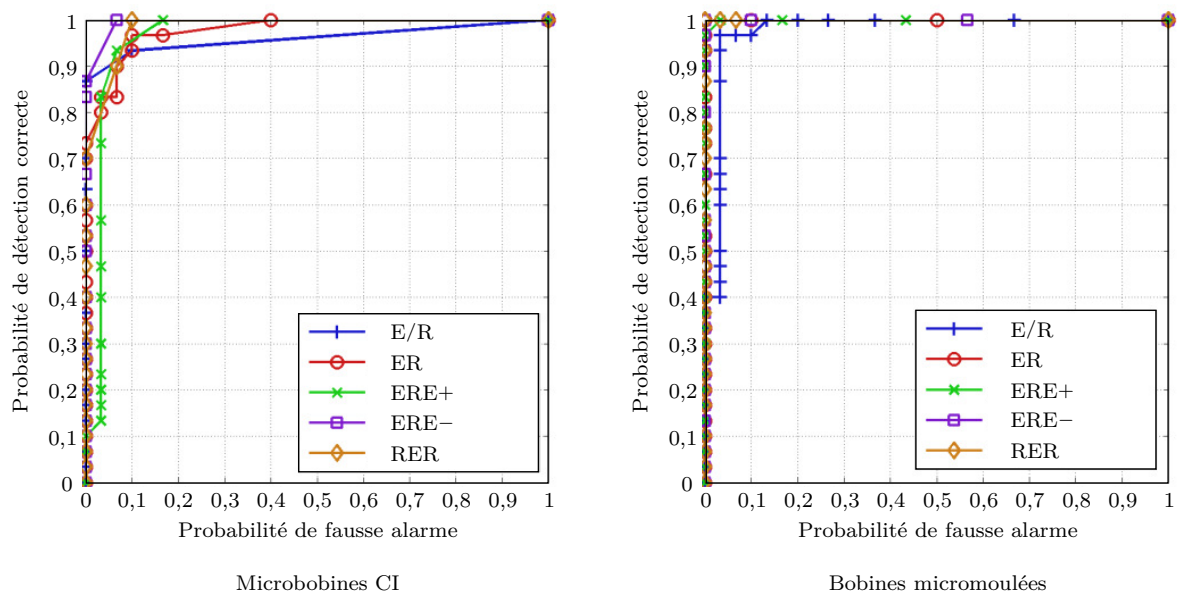 Probabilité de détection correcte
1
0,9
0,8
0,7
0,6
0,5
0,4
0,3
0,2
0,1
0
0 0,1 0,2 0,3 0,4 0,5 0,6 0,7 0,8 0,9 1
Probabilité de fausse alarme
E/R
ER
ERE+
ERE−
RER
Microbobines CI
Probabilité de détection correcte
1
0,9
0,8
0,7
0,6
0,5
0,4
0,3
0,2
0,1
0
0 0,1 0,2 0,3 0,4 0,5 0,6 0,7 0,8 0,9 1
Probabilité de fausse alarme
E/R
ER
ERE+
ERE−
RER
Bobines micromoulées